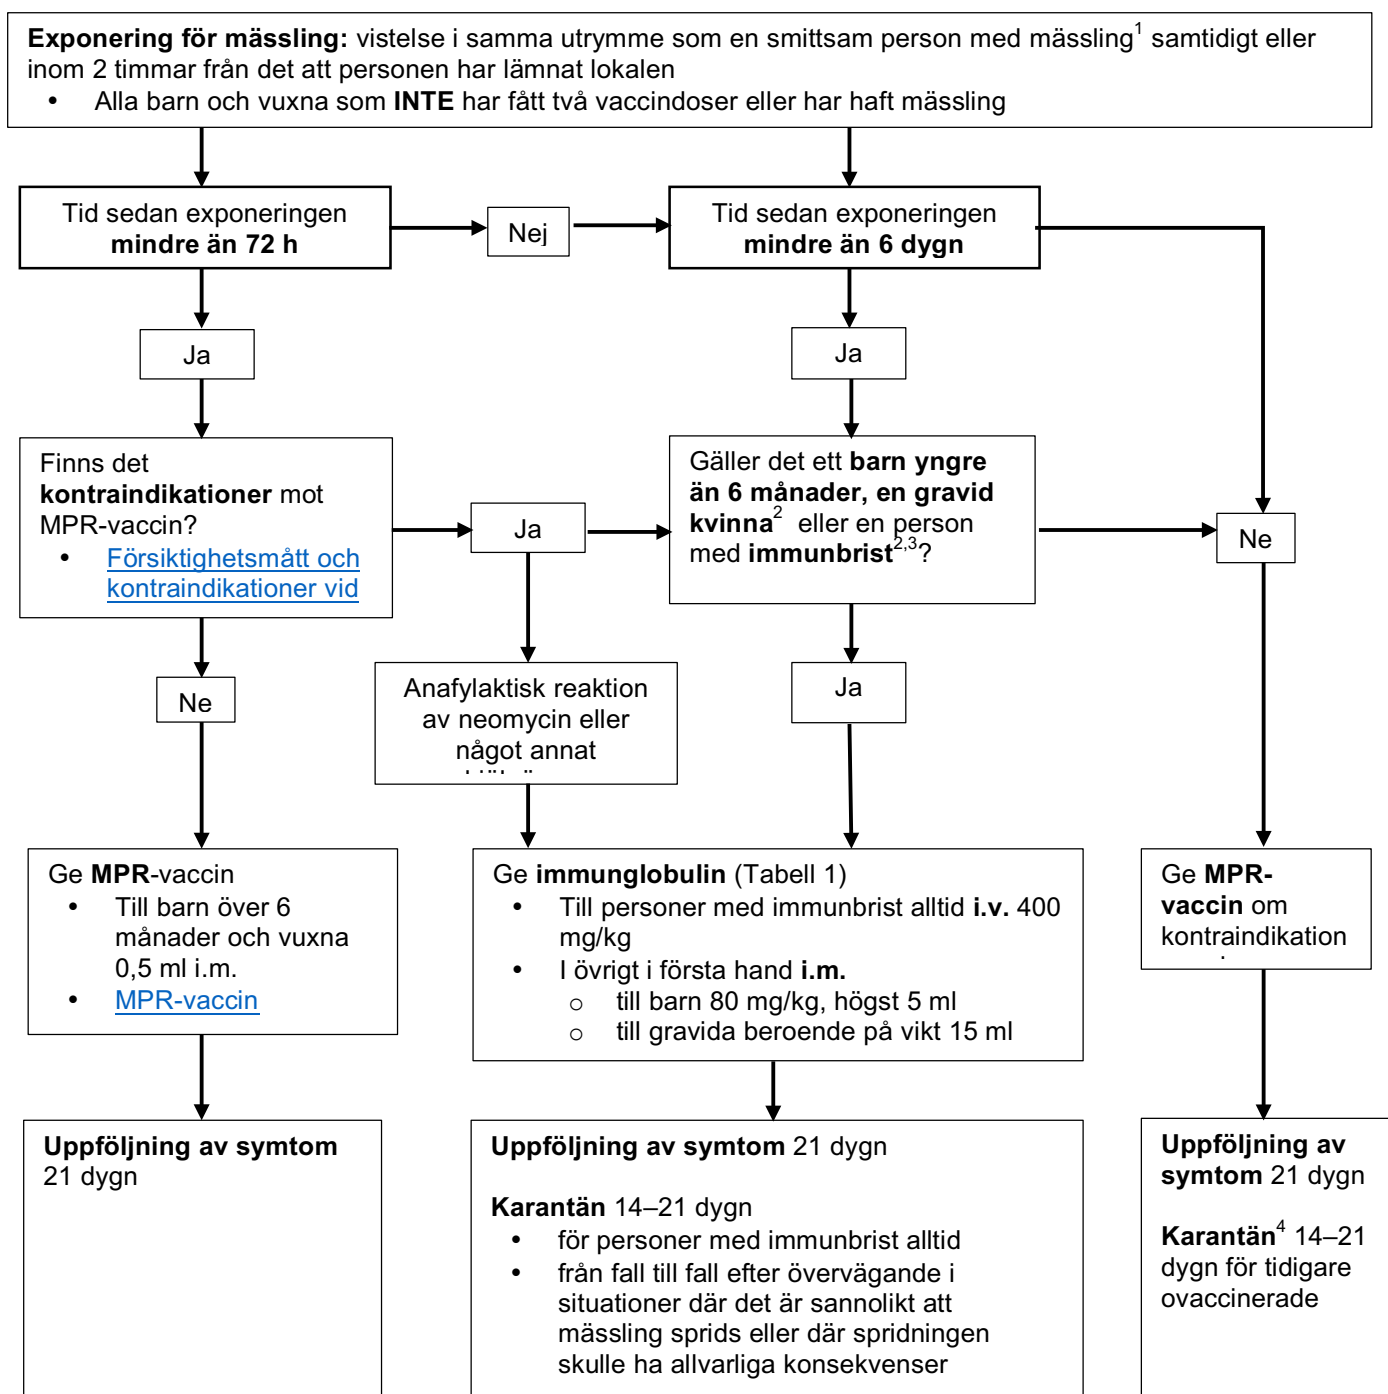 Exponering för mässling: vistelse i samma utrymme som en smittsam person med mässling1 samtidigt eller
inom 2 timmar från det att personen har lämnat lokalen
• Alla barn och vuxna som INTE har fått två vaccindoser eller har haft mässling
Tid sedan exponeringen
mindre än 72 h
Nej
Tid sedan exponeringen
mindre än 6 dygn
Ja
Ja
Finns det
kontraindikationer mot
MPR-vaccin?
• Försiktighetsmått och
kontraindikationer vid
Ja
Gäller det ett barn yngre
än 6 månader, en gravid
kvinna2 eller en person
med immunbrist2,3?
Ne
Ne
Anafylaktisk reaktion
av neomycin eller
något annat
Ja
Ge MPR-vaccin
• Till barn över 6
månader och vuxna
0,5 ml i.m.
• MPR-vaccin
Ge immunglobulin (Tabell 1)
• Till personer med immunbrist alltid i.v. 400
mg/kg
• I övrigt i första hand i.m.
o till barn 80 mg/kg, högst 5 ml
o till gravida beroende på vikt 15 ml
Ge MPR-
vaccin om
kontraindikation
Uppföljning av symtom
21 dygn
Uppföljning av symtom 21 dygn
Karantän 14–21 dygn
• för personer med immunbrist alltid
• från fall till fall efter övervägande i
situationer där det är sannolikt att
mässling sprids eller där spridningen
skulle ha allvarliga konsekvenser
Uppföljning av
symtom 21 dygn
Karantän4 14–21
dygn för tidigare
ovaccinerade